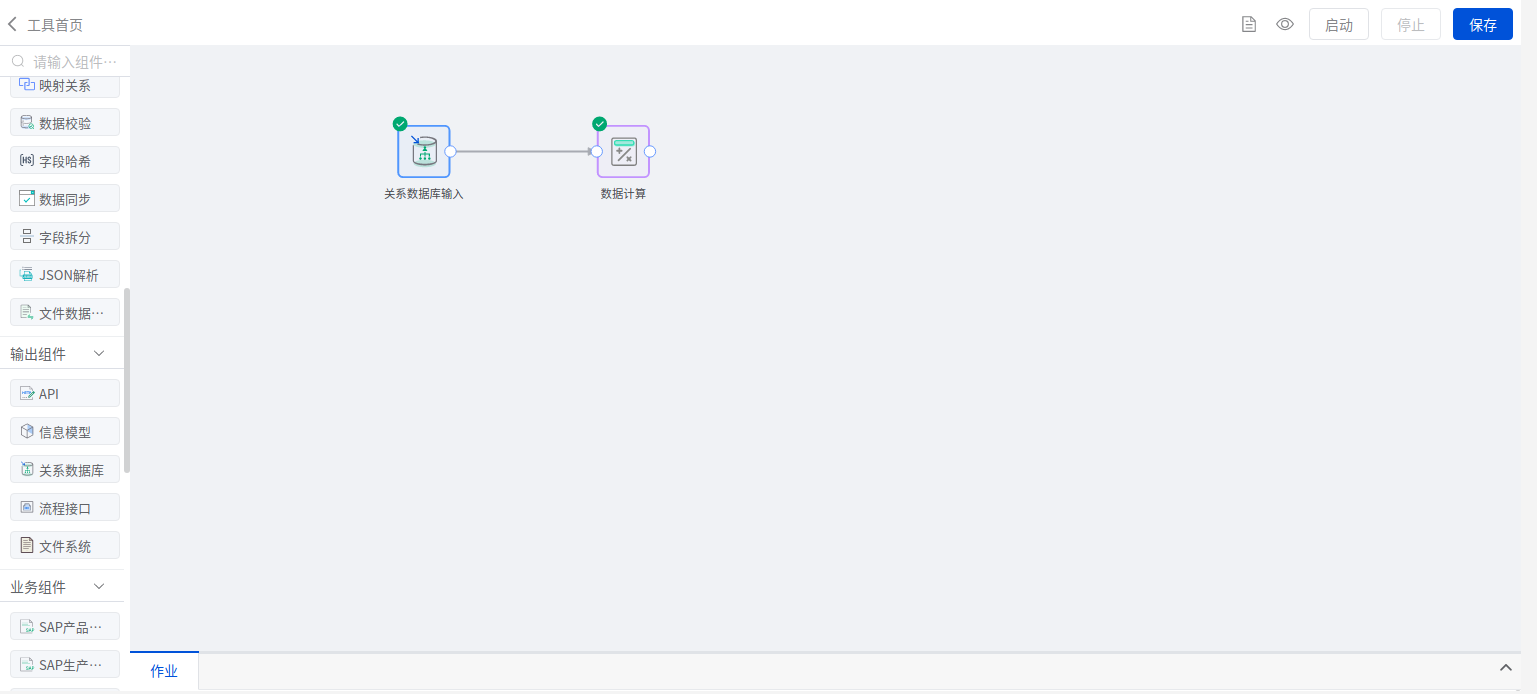 工具首页
启动
停止
保存
请输入组件···
映射关系
数据校验
字段哈希
数据同步
字段拆分
JSON解析
文件数据···
输出组件
API
信息模型
关系数据库
流程接口
文件系统
业务组件
SAP产品···
SAP生产···
关系数据库输入
数据计算
作业